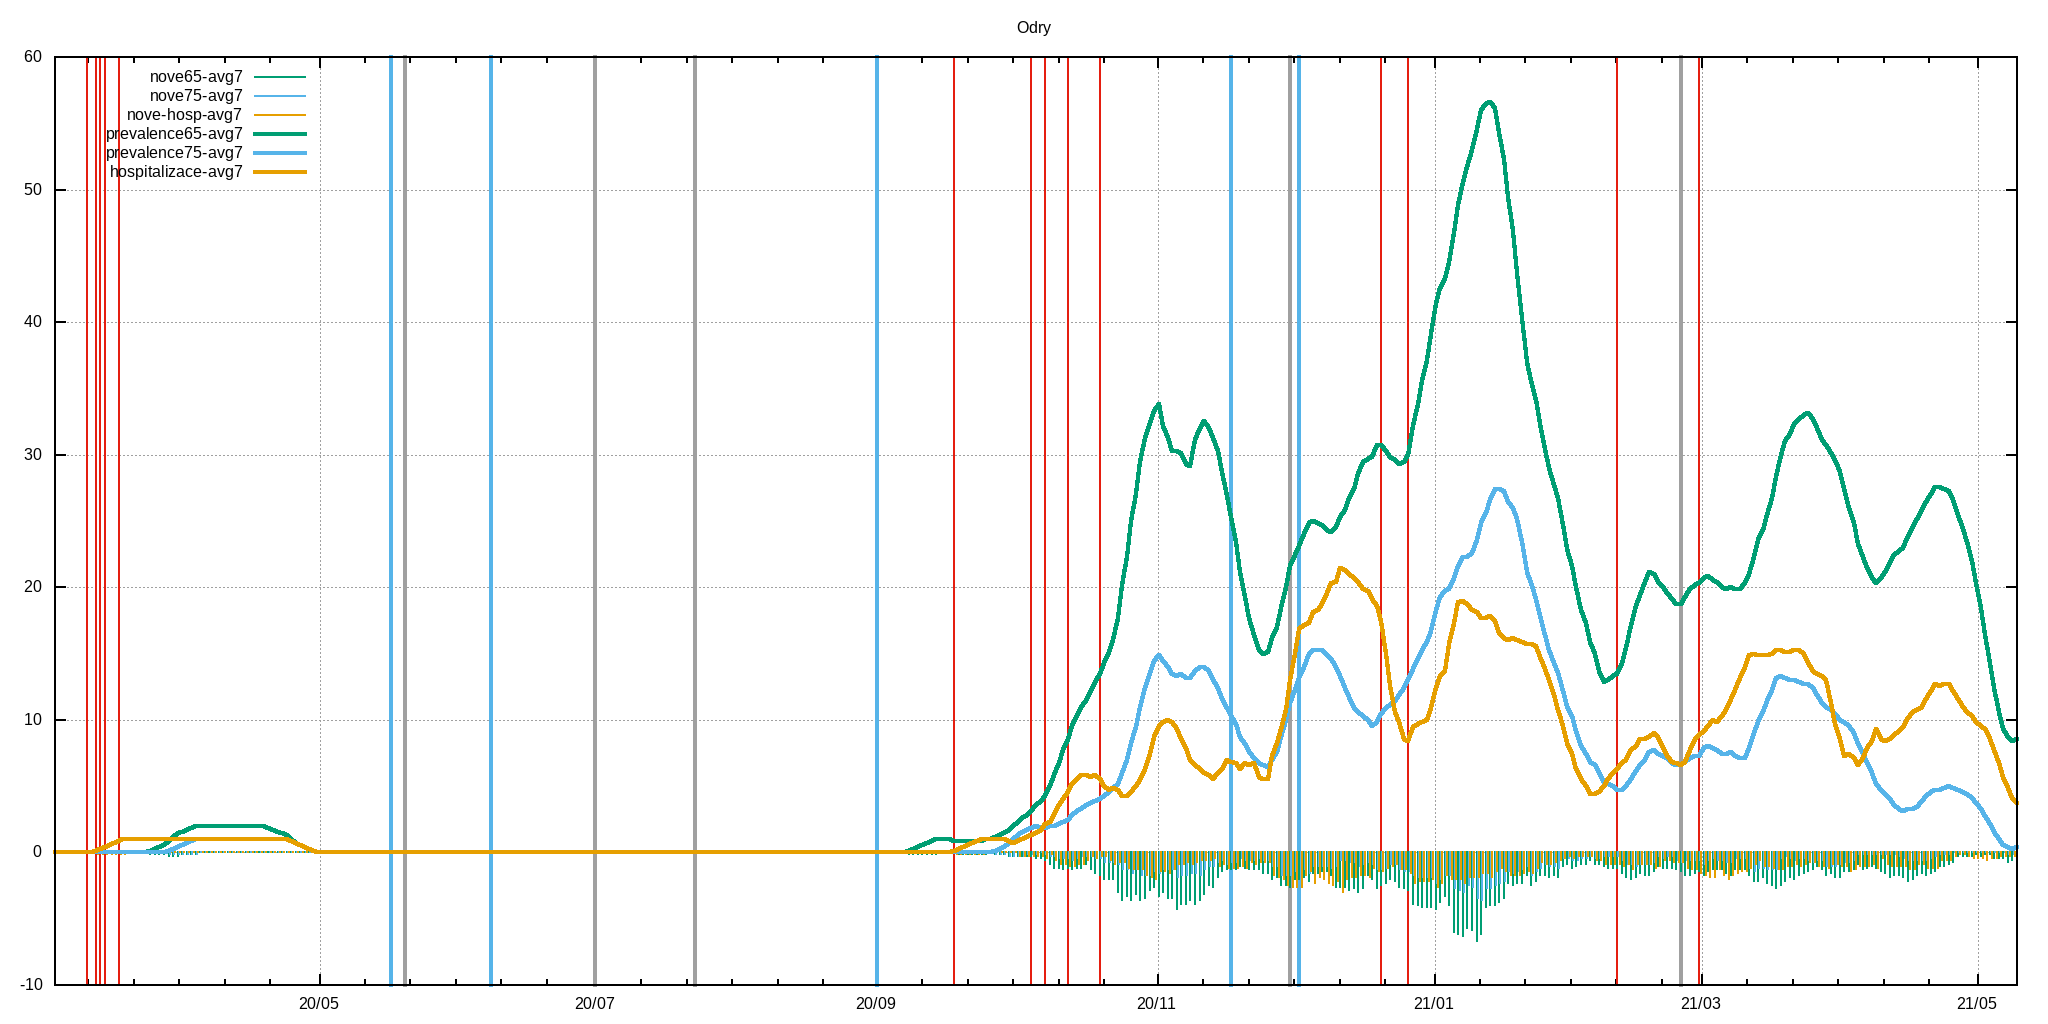 Odry
60
nove65-avg7
nove75-avg7
nove-hosp-avg7
prevalence65-avg7
prevalence75-avg7
hospitalizace-avg7
50
40
30
20
10
0
-10
20/05 20/07 20/09 20/11 21/01 21/03 21/05